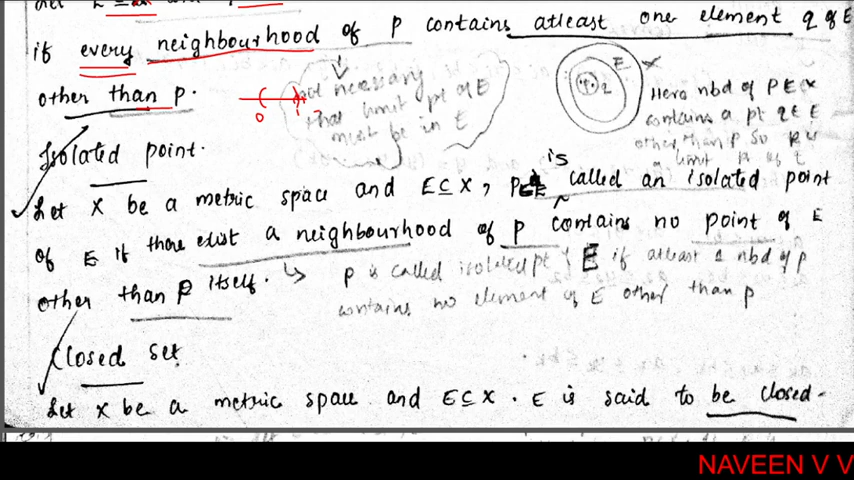 of p contains atleast one element q of E
if every neighbourhood
other than p.
not necessary
that limit pt of E
must be in E
0 1
E X
p 2
Here nbd of p E X
contains a pt q E E
other than p so p is
a limit pt of E
Isolated point.
Let X be a metric space and E ⊆ X, p is called an isolated point
of E if there exist a neighbourhood of p contains no point of E
other than p itself. ↳ p is called isolated pt of E if atleast 1 nbd of p
contains no element of E other than p
Closed set
Let X be a metric space and E ⊆ X. E is said to be closed.
NAVEEN V V